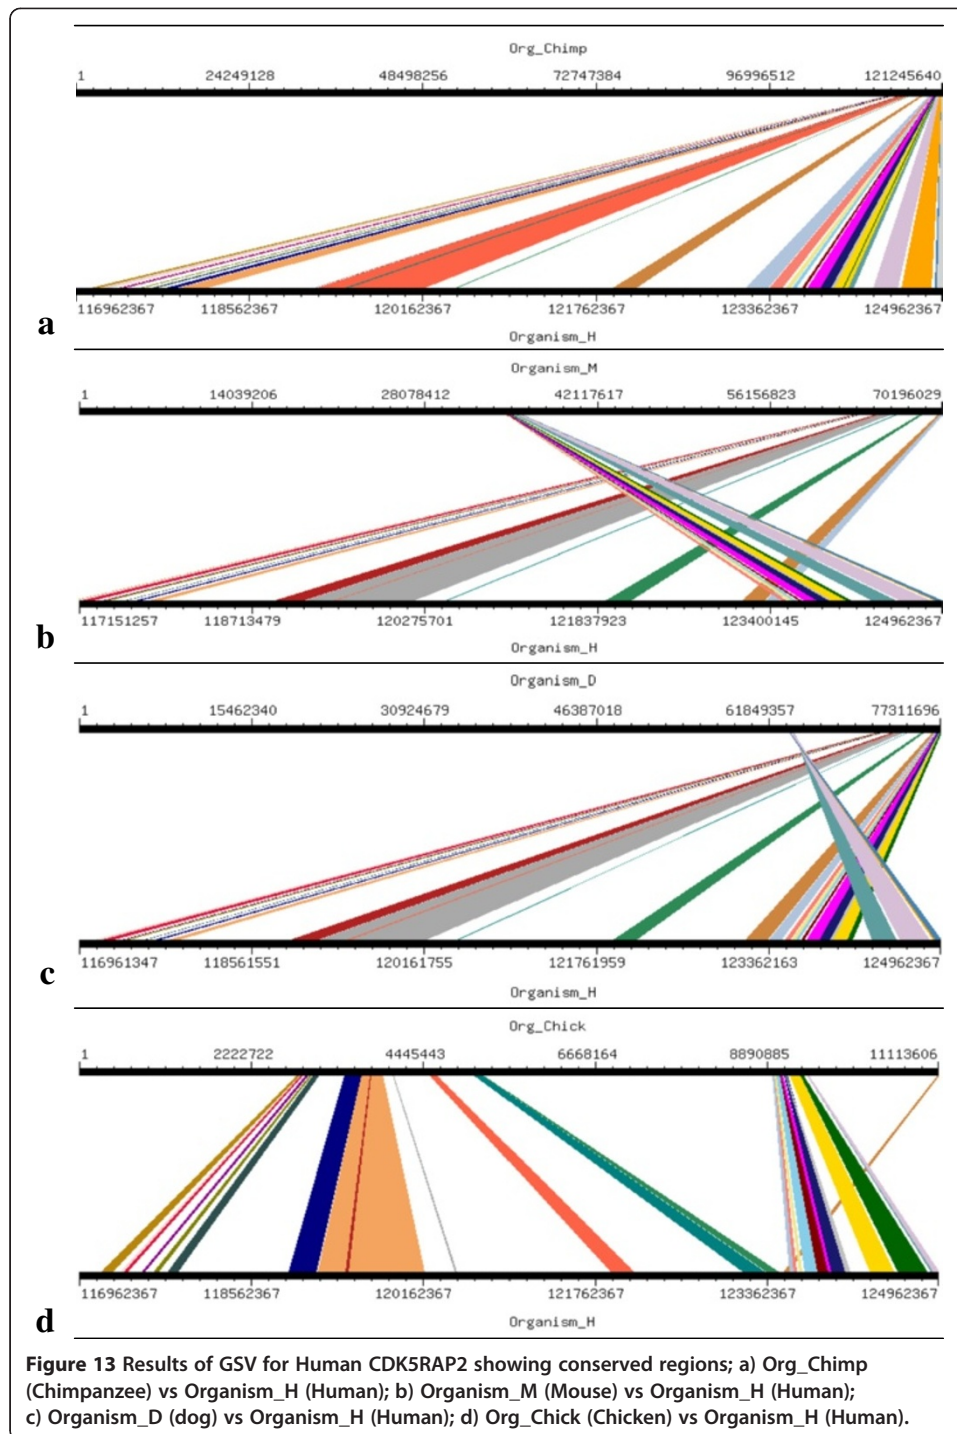 Org_Chimp
1 24249128 48498256 72747384 96996512 121245640
116962367 118562367 120162367 121762367 123362367 124962367
a
Organism_H
Organism_M
1 14039206 28078412 42117617 56156823 70196029
117151257 118713479 120275701 121837923 123400145 124962367
b
Organism_H
Organism_D
1 15462340 30924679 46387018 61849357 77311696
116961347 118561551 120161755 121761959 123362163 124962367
c
Organism_H
Org_Chick
1 2222722 4445443 6668164 8890885 11113606
116962367 118562367 120162367 121762367 123362367 124962367
d
Organism_H
Figure 13 Results of GSV for Human CDK5RAP2 showing conserved regions; a) Org_Chimp
(Chimpanzee) vs Organism_H (Human); b) Organism_M (Mouse) vs Organism_H (Human);
c) Organism_D (dog) vs Organism_H (Human); d) Org_Chick (Chicken) vs Organism_H (Human).